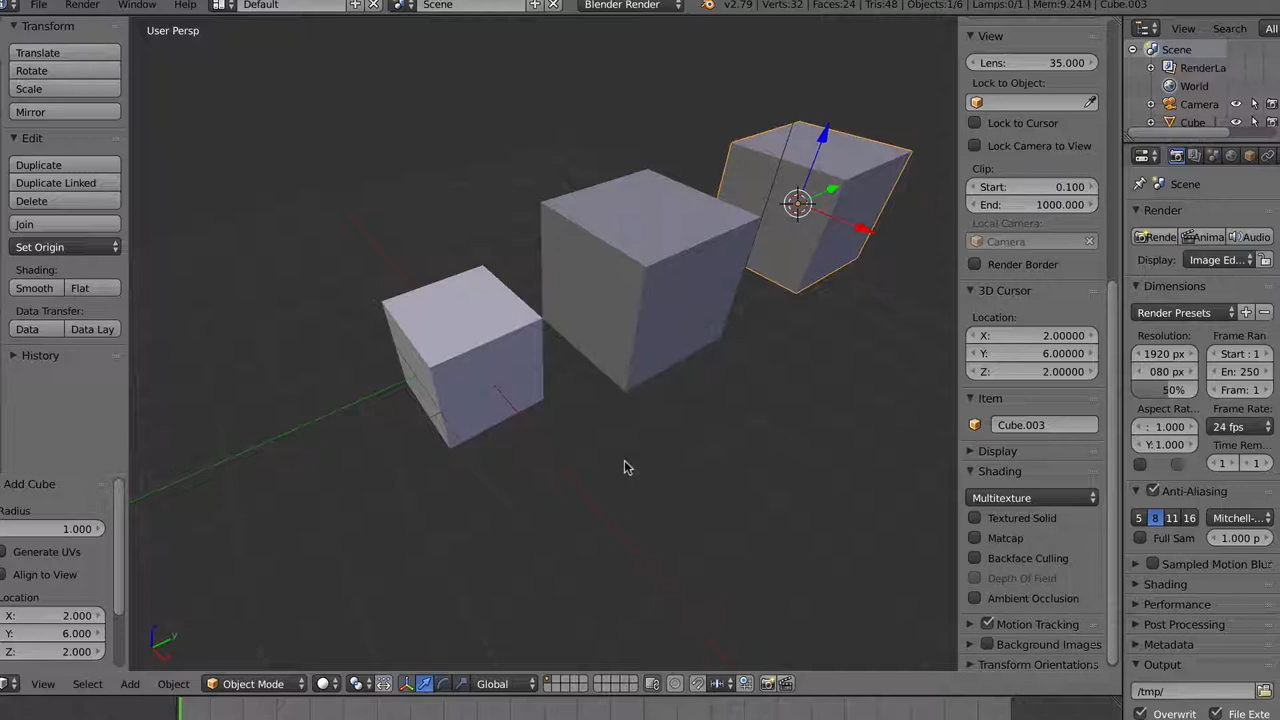 File Render Window Help Default Scene Blender Render v2.79 Verts:32 | Faces:24 | Tris:48 | Objects:1/6 | Lamps:0/1 | Mem:9.24M | Cube.003
Transform
Translate
Rotate
Scale
Mirror
Edit
Duplicate
Duplicate Linked
Delete
Join
Set Origin
Shading:
Smooth Flat
Data Transfer:
Data Data Lay
History
Add Cube
Radius
1.000
Generate UVs
Align to View
Location
X: 2.000
Y: 6.000
Z: 2.000
User Persp
y
View
Lens: 35.000
Lock to Object:
Lock to Cursor
Lock Camera to View
Clip:
Start: 0.100
End: 1000.000
Local Camera:
Camera
Render Border
3D Cursor
Location:
X: 2.00000
Y: 6.00000
Z: 2.00000
Item
Cube.003
Display
Shading
Multitexture
Textured Solid
Matcap
Backface Culling
Depth Of Field
Ambient Occlusion
Motion Tracking
Background Images
Transform Orientations
View Search All
Scene
RenderLa
World
Camera
Cube
Scene
Render
Rende Anima Audio
Display: Image Ed...
Dimensions
Render Presets
Resolution: Frame Ran
1920 px Start : 1
080 px En: 250
50% Fram: 1
Aspect Rat... Frame Rate:
: 1.000 24 fps
Y: 1.000 Time Rem...
1 1
Anti-Aliasing
5 8 11 16 Mitchell-...
Full Sam 1.000 p
Sampled Motion Blur
Shading
Performance
Post Processing
Metadata
Output
/tmp/
Overwrit File Exte
View Select Add Object Object Mode Global